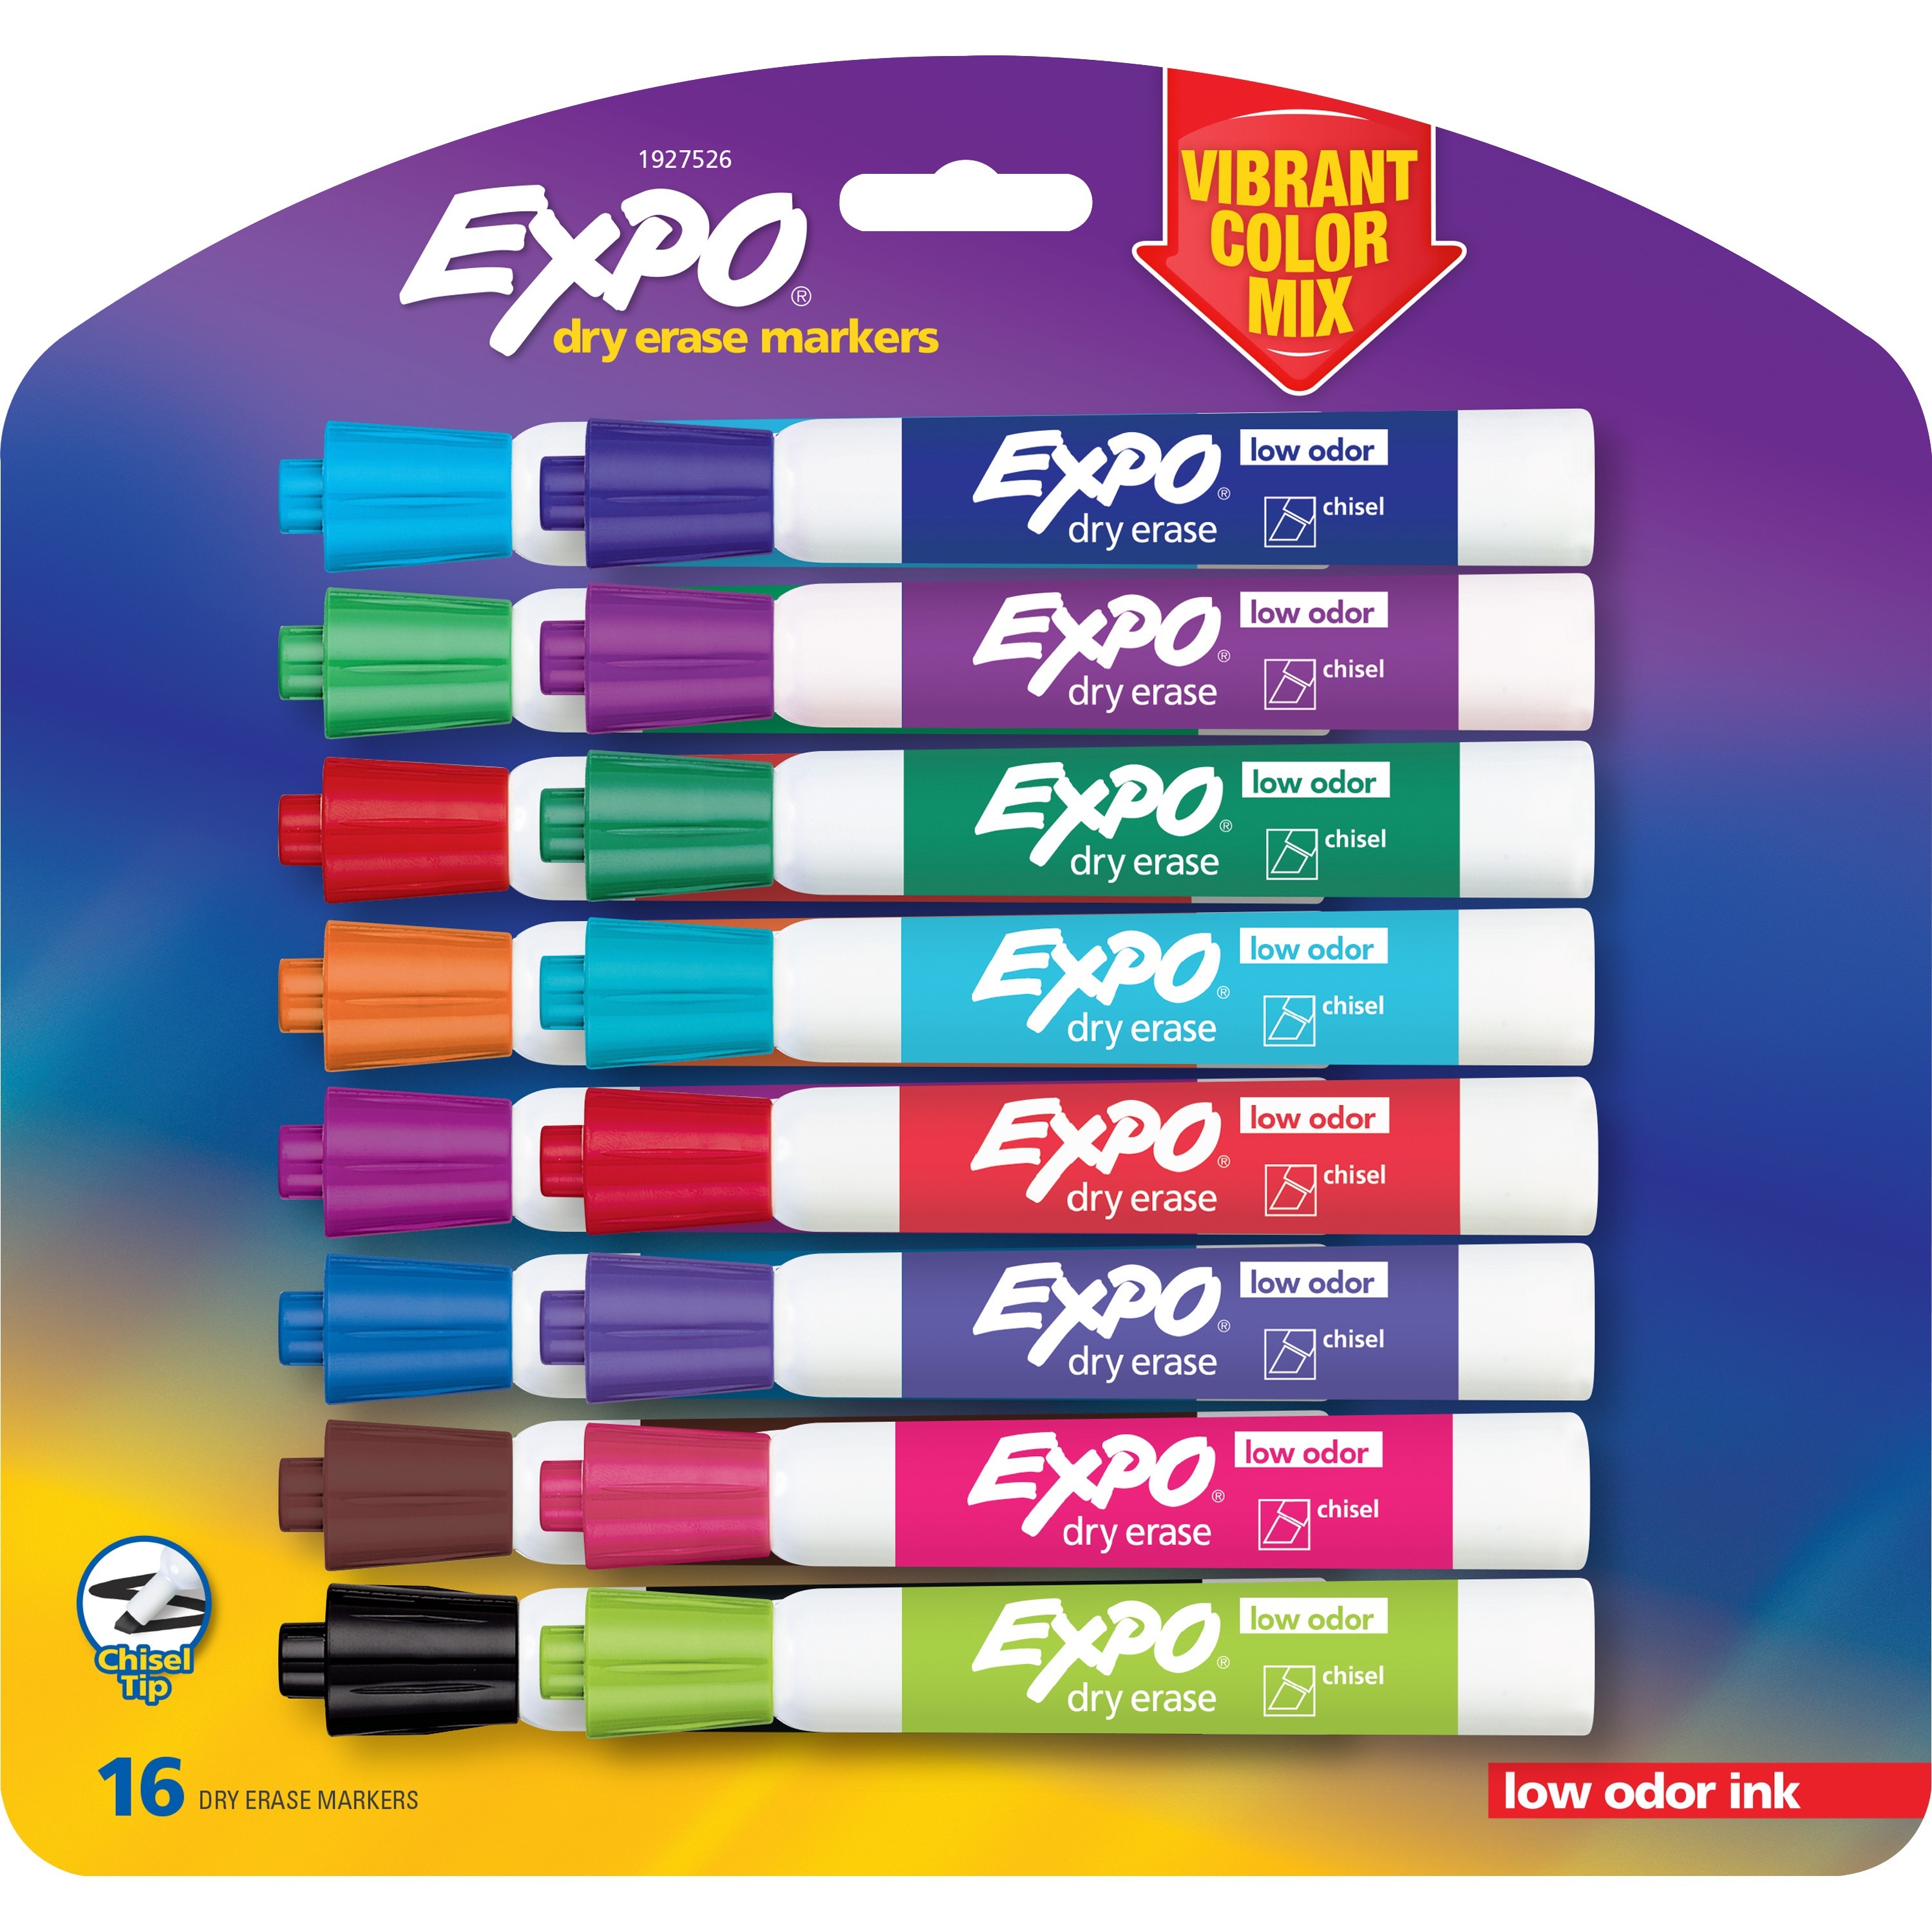 1927526
EXPO®
dry erase markers
VIBRANT
COLOR
MIX
EXPO® low odor
dry erase chisel
EXPO® low odor
dry erase chisel
EXPO® low odor
dry erase chisel
EXPO® low odor
dry erase chisel
EXPO® low odor
dry erase chisel
EXPO® low odor
dry erase chisel
EXPO® low odor
dry erase chisel
EXPO® low odor
dry erase chisel
Chisel
Tip
16 DRY ERASE MARKERS
low odor ink